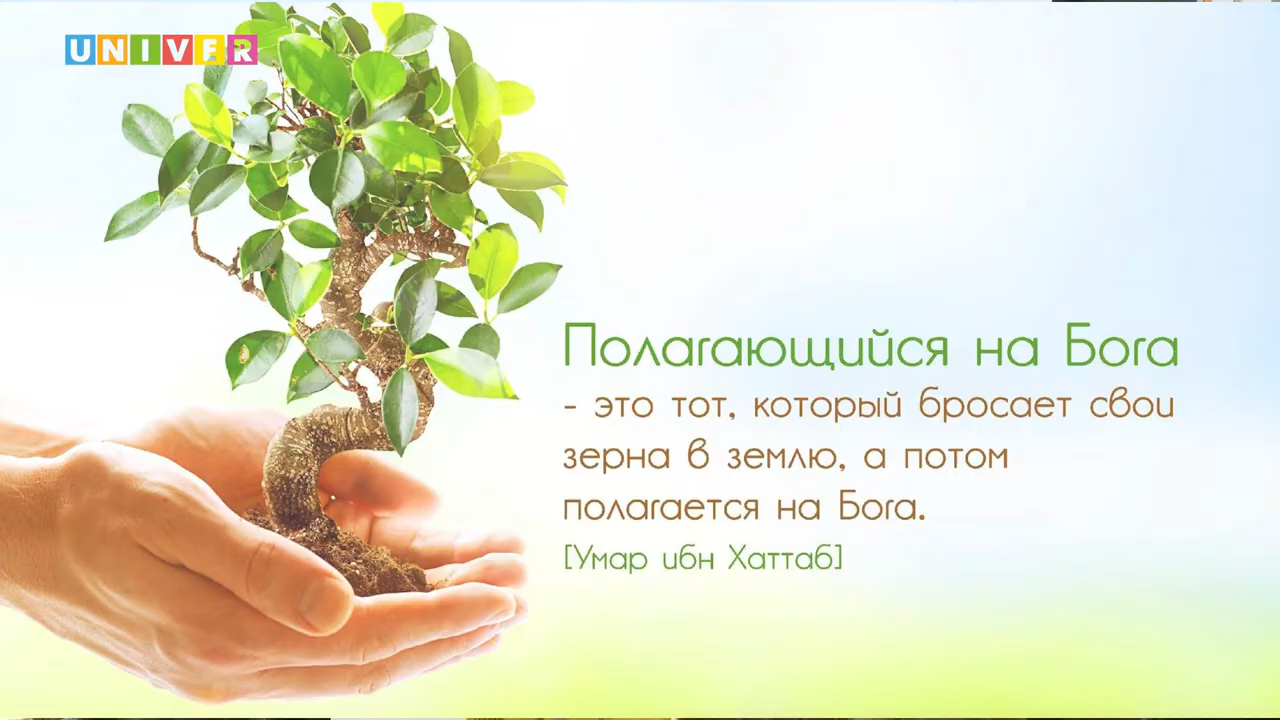 UNIVER
Полагающийся на Бога
- это тот, который бросает свои
зерна в землю, а потом
полагается на Бога.
[Умар ибн Хаттаб]